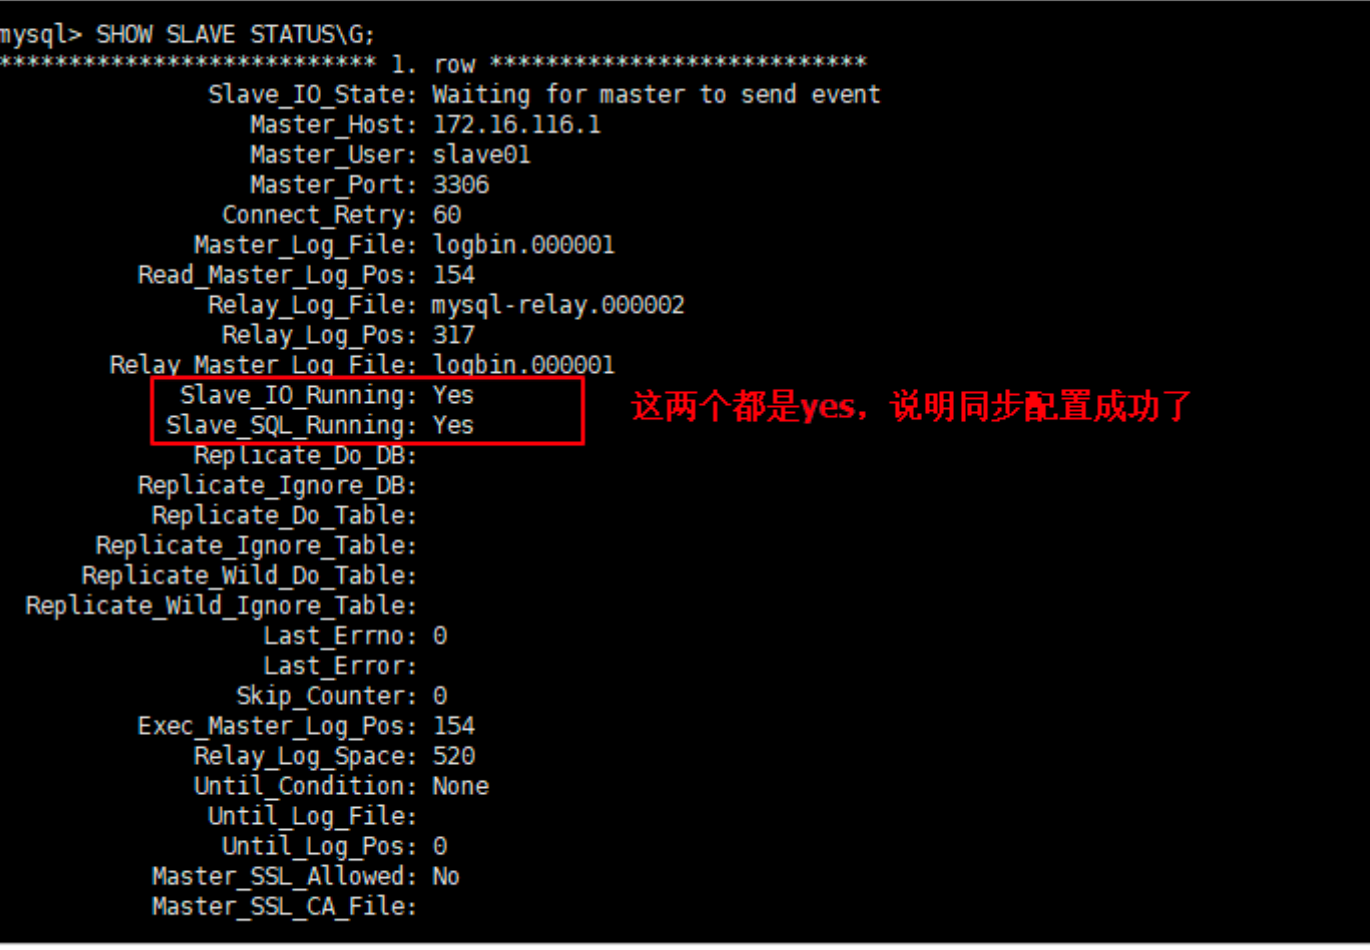 mysql> SHOW SLAVE STATUS\G;
*************************** 1. row ***************************
Slave_IO_State: Waiting for master to send event
Master_Host: 172.16.116.1
Master_User: slave01
Master_Port: 3306
Connect_Retry: 60
Master_Log_File: logbin.000001
Read_Master_Log_Pos: 154
Relay_Log_File: mysql-relay.000002
Relay_Log_Pos: 317
Relay_Master_Log_File: logbin.000001
Slave_IO_Running: Yes
Slave_SQL_Running: Yes
这两个都是yes，说明同步配置成功了
Replicate_Do_DB:
Replicate_Ignore_DB:
Replicate_Do_Table:
Replicate_Ignore_Table:
Replicate_Wild_Do_Table:
Replicate_Wild_Ignore_Table:
Last_Errno: 0
Last_Error:
Skip_Counter: 0
Exec_Master_Log_Pos: 154
Relay_Log_Space: 520
Until_Condition: None
Until_Log_File:
Until_Log_Pos: 0
Master_SSL_Allowed: No
Master_SSL_CA_File: